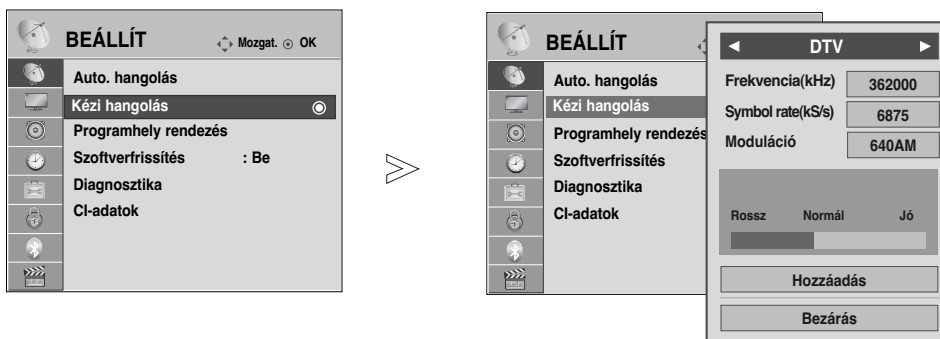 BEÁLLÍT Mozgat. OK
Auto. hangolás
Kézi hangolás
Programhely rendezés
Szoftverfrissítés : Be
Diagnosztika
CI-adatok
>
BEÁLLÍT
Auto. hangolás
Kézi hangolás
Programhely rendezés
Szoftverfrissítés
Diagnosztika
CI-adatok
◄ DTV ►
Frekvencia(kHz) 362000
Symbol rate(kS/s) 6875
Moduláció 640AM
Rossz Normál Jó
Hozzáadás
Bezárás